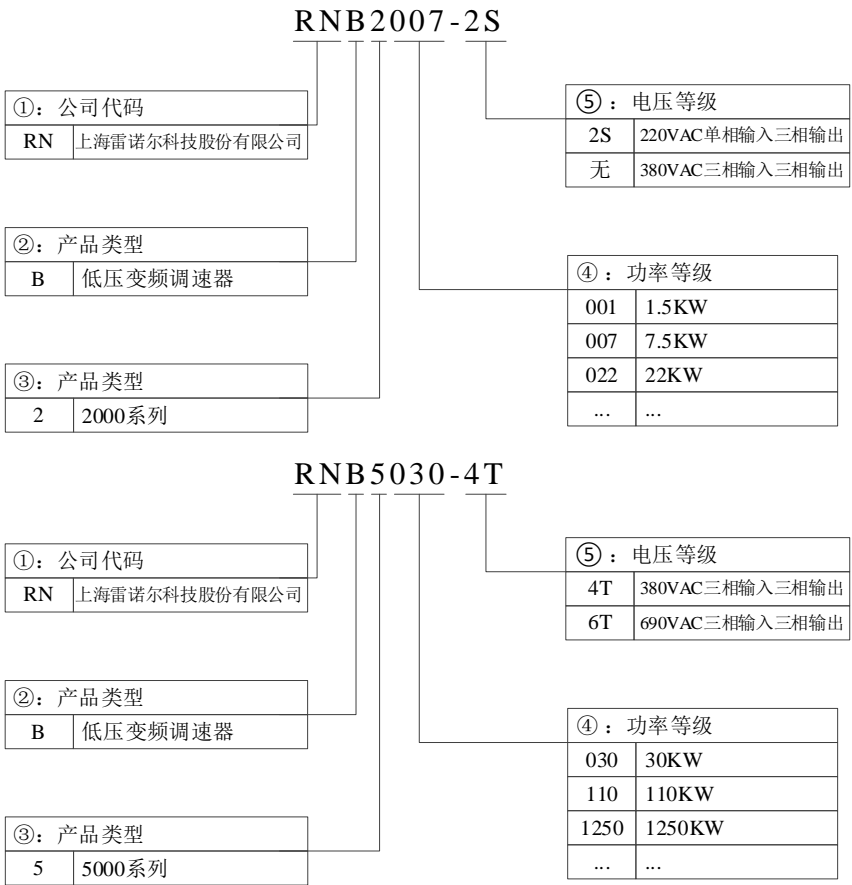 RNB2007-2S
①：公司代码
RN 上海雷诺尔科技股份有限公司
②：产品类型
B 低压变频调速器
③：产品类型
2 2000系列
⑤：电压等级
2S 220VAC单相输入三相输出
无 380VAC三相输入三相输出
④：功率等级
001 1.5KW
007 7.5KW
022 22KW
... ...
RNB5030-4T
①：公司代码
RN 上海雷诺尔科技股份有限公司
②：产品类型
B 低压变频调速器
③：产品类型
5 5000系列
⑤：电压等级
4T 380VAC三相输入三相输出
6T 690VAC三相输入三相输出
④：功率等级
030 30KW
110 110KW
1250 1250KW
... ...